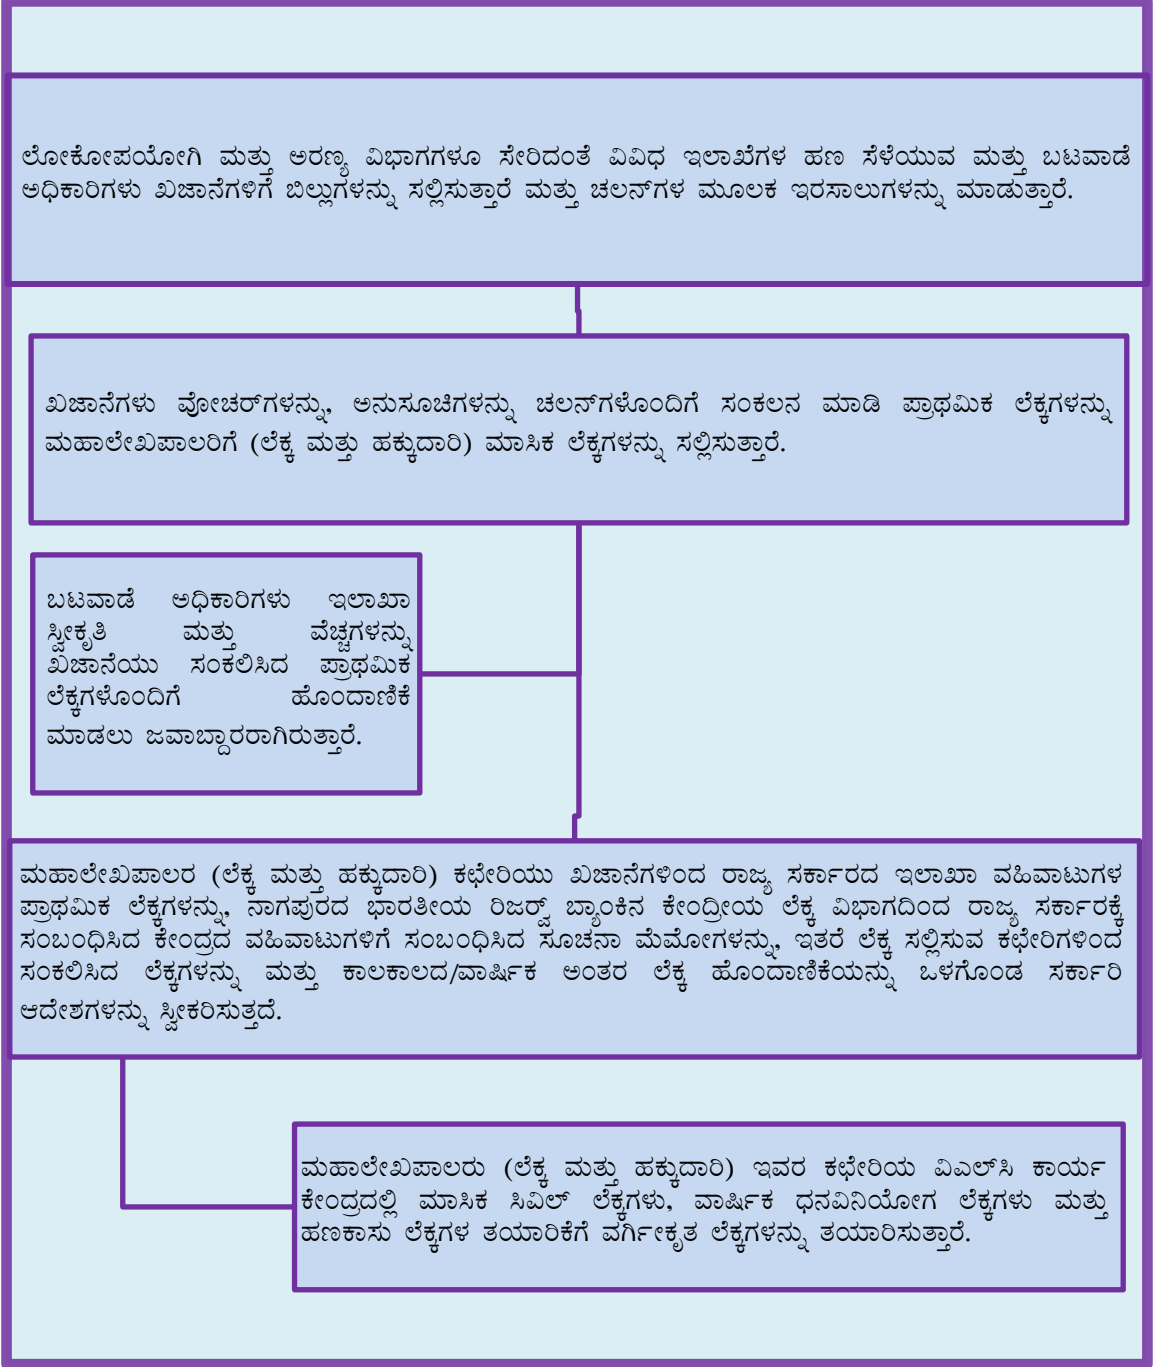 ಲೋಕೋಪಯೋಗಿ ಮತ್ತು ಅರಣ್ಯ ವಿಭಾಗಗಳೂ ಸೇರಿದಂತೆ ವಿವಿಧ ಇಲಾಖೆಗಳ ಹಣ ಸೆಳೆಯುವ ಮತ್ತು ಬಟವಾಡೆ
ಅಧಿಕಾರಿಗಳು ಖಜಾನೆಗಳಿಗೆ ಬಿಲ್ಲುಗಳನ್ನು ಸಲ್ಲಿಸುತ್ತಾರೆ ಮತ್ತು ಚಲನ್‌ಗಳ ಮೂಲಕ ಇರಸಾಲುಗಳನ್ನು ಮಾಡುತ್ತಾರೆ.
ಖಜಾನೆಗಳು ವೋಚರ್‌ಗಳನ್ನು, ಅನುಸೂಚಿಗಳನ್ನು ಚಲನ್‌ಗಳೊಂದಿಗೆ ಸಂಕಲನ ಮಾಡಿ ಪ್ರಾಥಮಿಕ ಲೆಕ್ಕಗಳನ್ನು
ಮಹಾಲೇಖಪಾಲರಿಗೆ (ಲೆಕ್ಕ ಮತ್ತು ಹಕ್ಕುದಾರಿ) ಮಾಸಿಕ ಲೆಕ್ಕಗಳನ್ನು ಸಲ್ಲಿಸುತ್ತಾರೆ.
ಬಟವಾಡೆ ಅಧಿಕಾರಿಗಳು ಇಲಾಖಾ
ಸ್ವೀಕೃತಿ ಮತ್ತು ವೆಚ್ಚಗಳನ್ನು
ಖಜಾನೆಯು ಸಂಕಲಿಸಿದ ಪ್ರಾಥಮಿಕ
ಲೆಕ್ಕಗಳೊಂದಿಗೆ ಹೊಂದಾಣಿಕೆ
ಮಾಡಲು ಜವಾಬ್ದಾರರಾಗಿರುತ್ತಾರೆ.
ಮಹಾಲೇಖಪಾಲರ (ಲೆಕ್ಕ ಮತ್ತು ಹಕ್ಕುದಾರಿ) ಕಛೇರಿಯು ಖಜಾನೆಗಳಿಂದ ರಾಜ್ಯ ಸರ್ಕಾರದ ಇಲಾಖಾ ವಹಿವಾಟುಗಳ
ಪ್ರಾಥಮಿಕ ಲೆಕ್ಕಗಳನ್ನು, ನಾಗಪುರದ ಭಾರತೀಯ ರಿಜರ್ವ್ ಬ್ಯಾಂಕಿನ ಕೇಂದ್ರೀಯ ಲೆಕ್ಕ ವಿಭಾಗದಿಂದ ರಾಜ್ಯ ಸರ್ಕಾರಕ್ಕೆ
ಸಂಬಂಧಿಸಿದ ಕೇಂದ್ರದ ವಹಿವಾಟುಗಳಿಗೆ ಸಂಬಂಧಿಸಿದ ಸೂಚನಾ ಮೆಮೋಗಳನ್ನು, ಇತರೆ ಲೆಕ್ಕ ಸಲ್ಲಿಸುವ ಕಛೇರಿಗಳಿಂದ
ಸಂಕಲಿಸಿದ ಲೆಕ್ಕಗಳನ್ನು ಮತ್ತು ಕಾಲಕಾಲದ/ವಾರ್ಷಿಕ ಅಂತರ ಲೆಕ್ಕ ಹೊಂದಾಣಿಕೆಯನ್ನು ಒಳಗೊಂಡ ಸರ್ಕಾರಿ
ಆದೇಶಗಳನ್ನು ಸ್ವೀಕರಿಸುತ್ತದೆ.
ಮಹಾಲೇಖಪಾಲರು (ಲೆಕ್ಕ ಮತ್ತು ಹಕ್ಕುದಾರಿ) ಇವರ ಕಛೇರಿಯ ವಿಎಲ್‌ಸಿ ಕಾರ್ಯ
ಕೇಂದ್ರದಲ್ಲಿ ಮಾಸಿಕ ಸಿವಿಲ್ ಲೆಕ್ಕಗಳು, ವಾರ್ಷಿಕ ಧನವಿನಿಯೋಗ ಲೆಕ್ಕಗಳು ಮತ್ತು
ಹಣಕಾಸು ಲೆಕ್ಕಗಳ ತಯಾರಿಕೆಗೆ ವರ್ಗೀಕೃತ ಲೆಕ್ಕಗಳನ್ನು ತಯಾರಿಸುತ್ತಾರೆ.